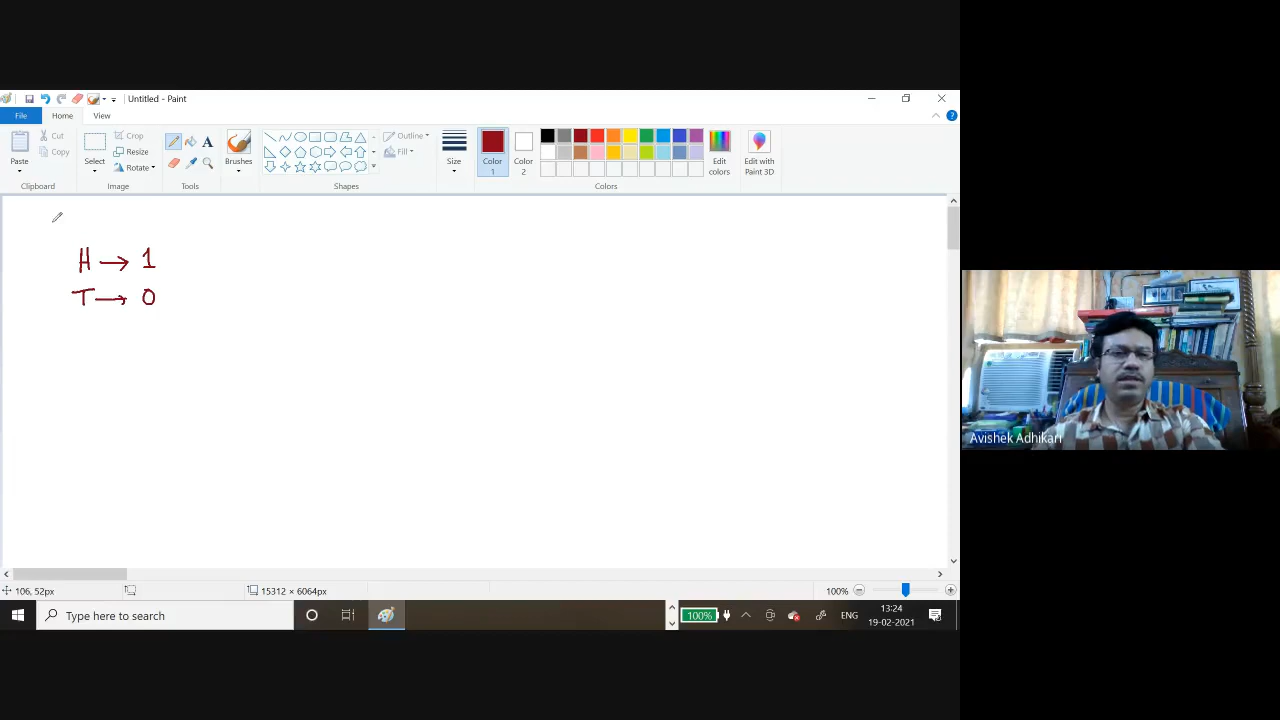 Untitled - Paint
File Home View
Paste
Cut
Copy
Clipboard
Select
Crop
Resize
Rotate
Image
A
Tools
Brushes
Shapes
Outline
Fill
Size
Color 1
Color 2
Colors
Edit colors
Edit with Paint 3D
H → 1
T → 0
Avishek Adhikari
106, 52px
15312 × 6064px
100%
Type here to search
100%
ENG
13:24
19-02-2021